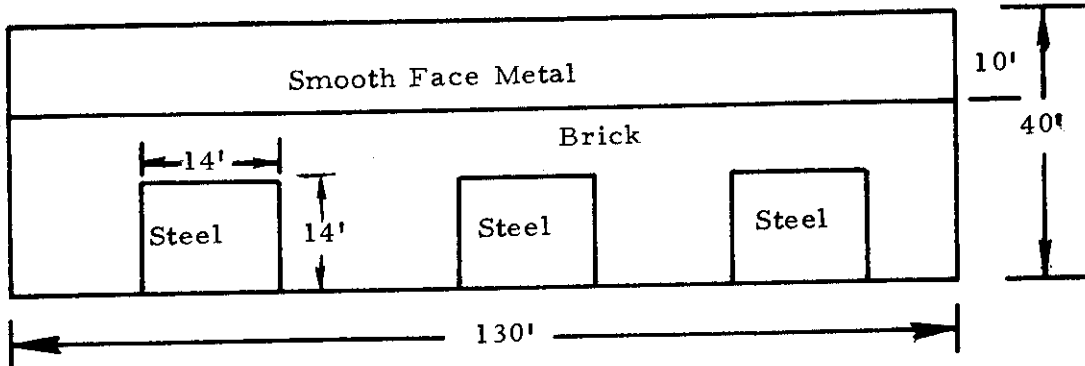 Smooth Face Metal
10'
40'
Brick
14'
14'
Steel
Steel
Steel
130'